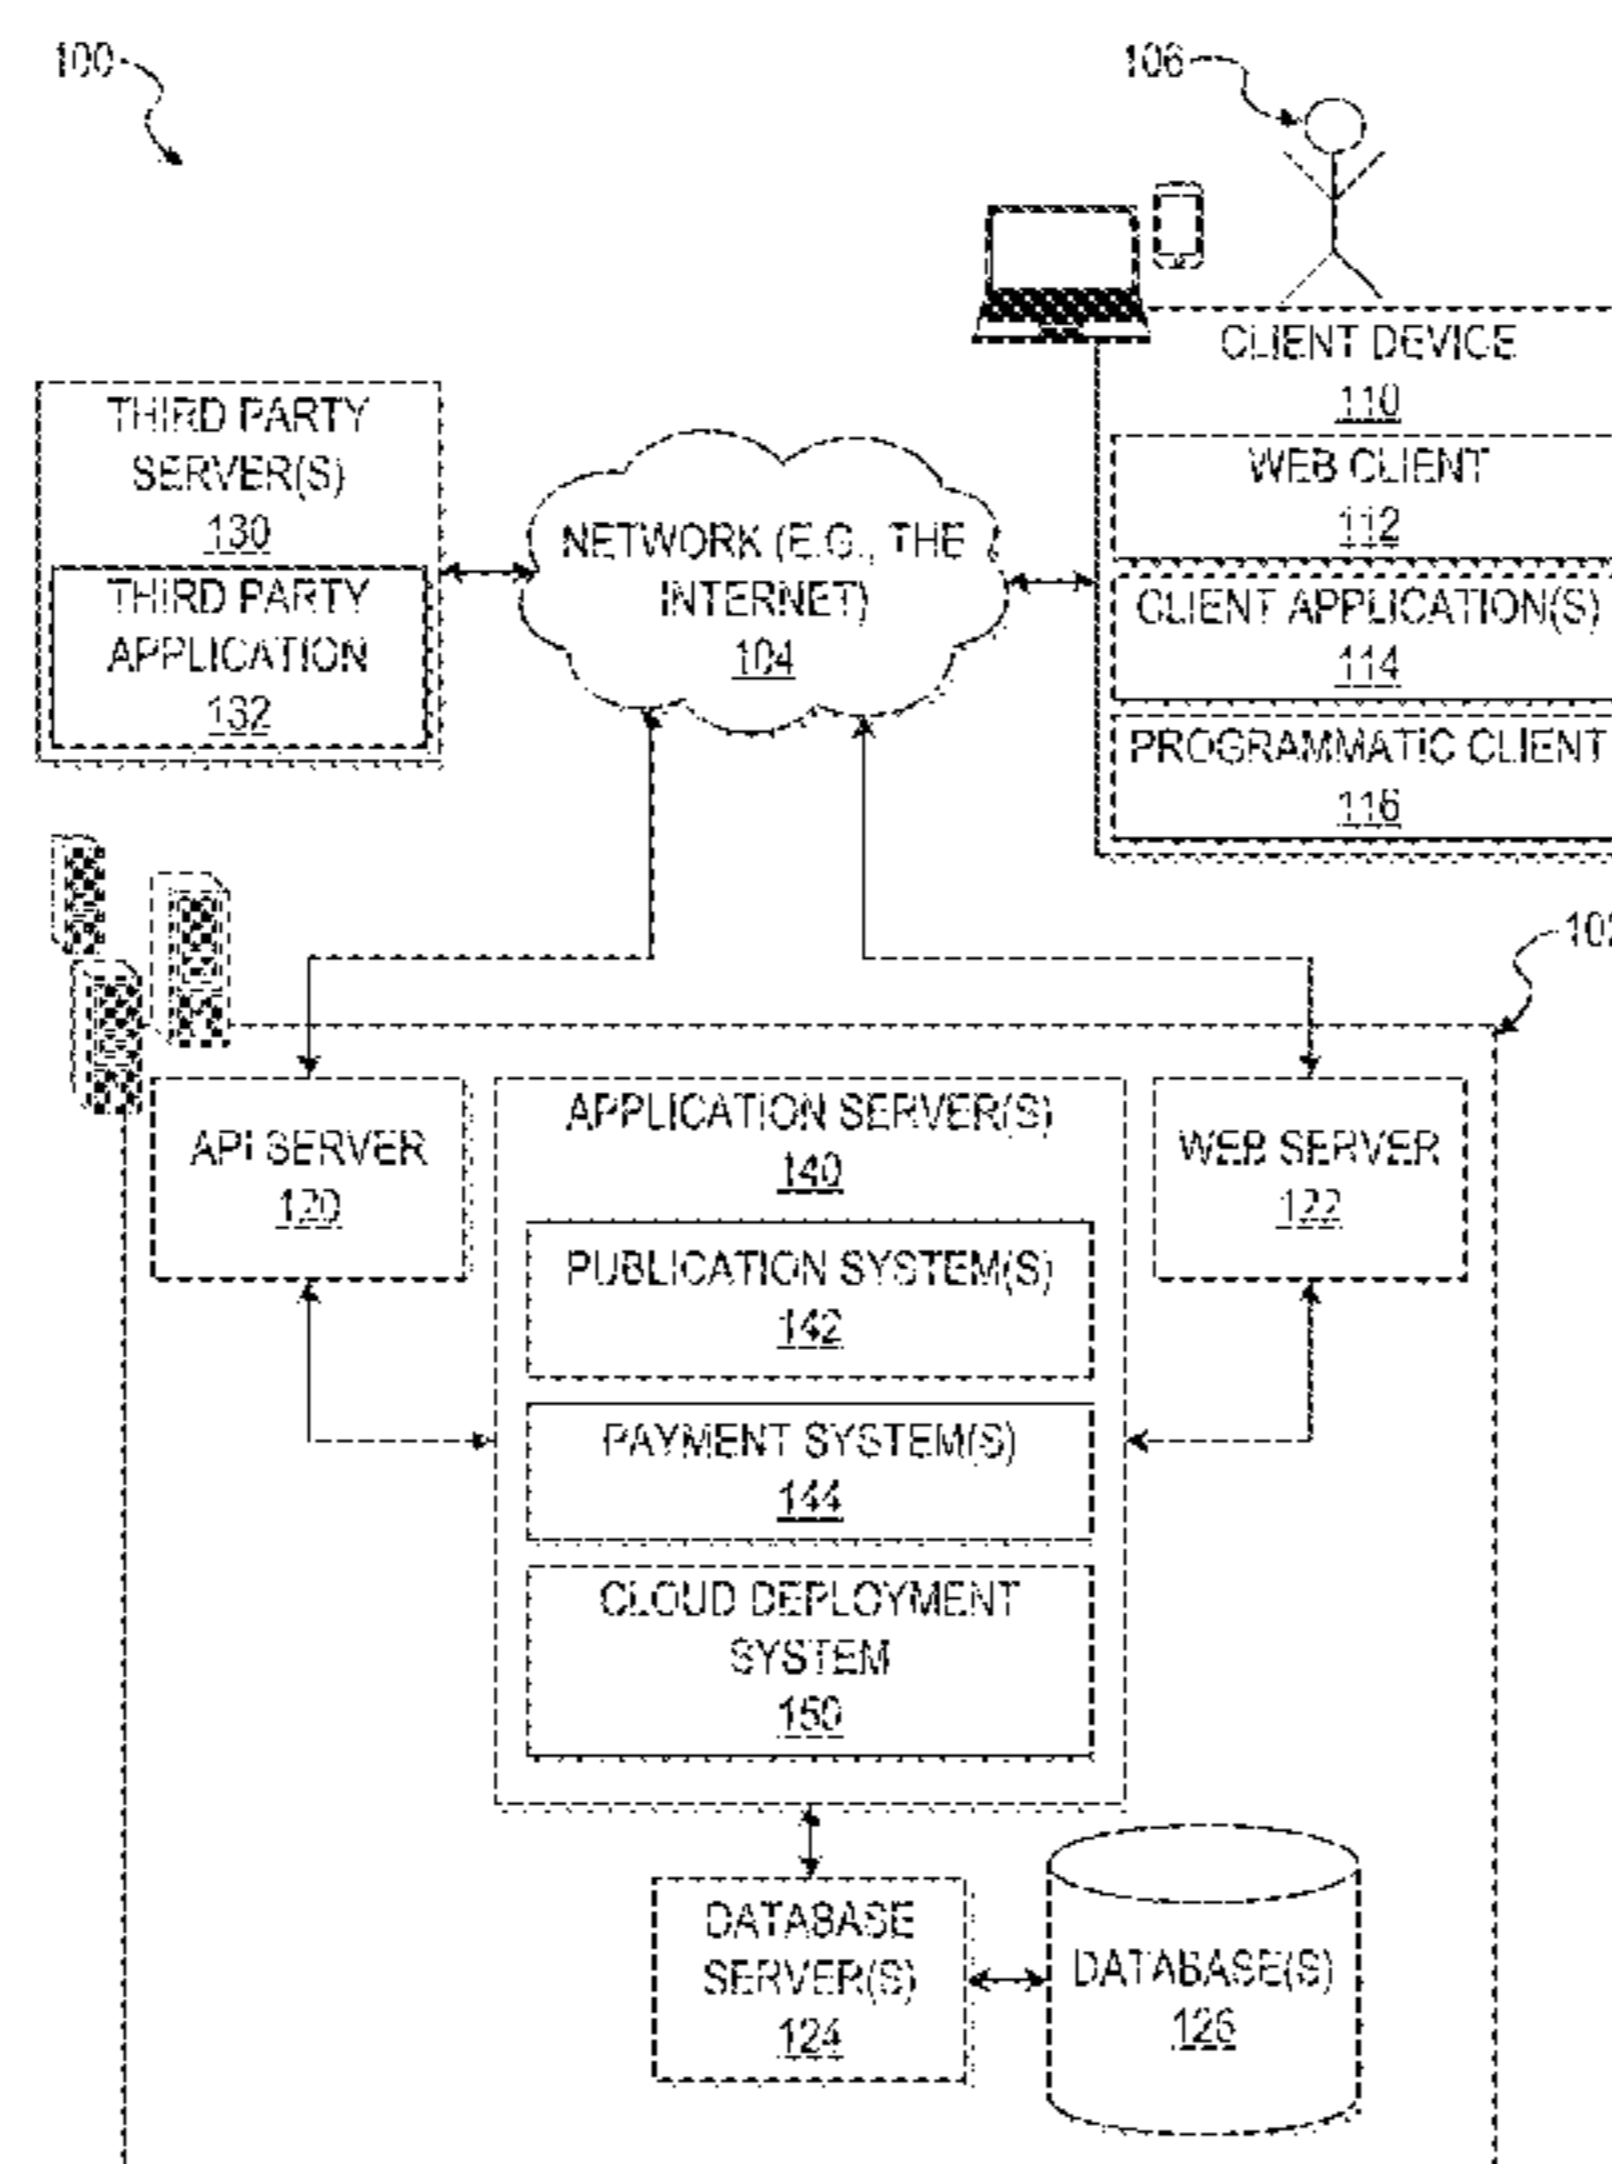 100
106
CLIENT DEVICE
110
WEB CLIENT
112
CLIENT APPLICATION(S)
114
PROGRAMMATIC CLIENT
116
THIRD PARTY
SERVER(S)
130
THIRD PARTY
APPLICATION
132
NETWORK (E.G., THE
INTERNET)
104
102
API SERVER
120
APPLICATION SERVER(S)
140
PUBLICATION SYSTEM(S)
142
PAYMENT SYSTEM(S)
144
CLOUD DEPLOYMENT
SYSTEM
150
WEB SERVER
122
DATABASE
SERVER(S)
124
DATABASE(S)
126